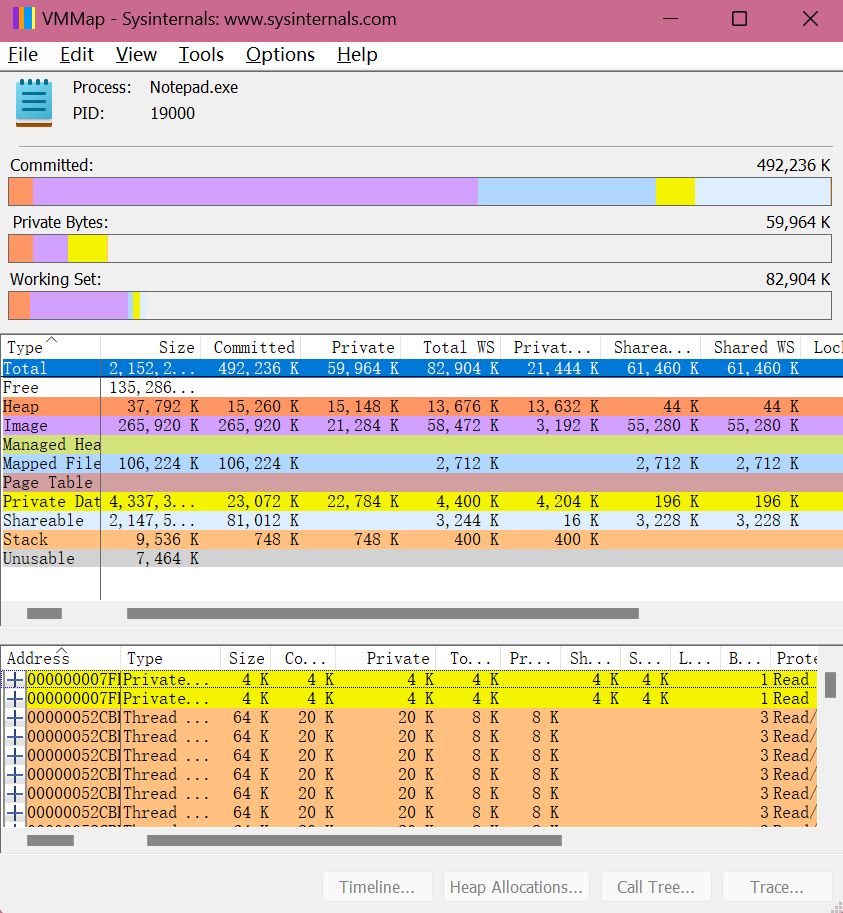 VMMap - Sysinternals: www.sysinternals.com
File Edit View Tools Options Help
Process: Notepad.exe
PID: 19000
Committed: 492,236 K
Private Bytes: 59,964 K
Working Set: 82,904 K
Type Size Committed Private Total WS Privat... Sharea... Shared WS Loc
Total 2,152,2... 492,236 K 59,964 K 82,904 K 21,444 K 61,460 K 61,460 K
Free 135,286...
Heap 37,792 K 15,260 K 15,148 K 13,676 K 13,632 K 44 K 44 K
Image 265,920 K 265,920 K 21,284 K 58,472 K 3,192 K 55,280 K 55,280 K
Managed Hea
Mapped File 106,224 K 106,224 K 2,712 K 2,712 K 2,712 K
Page Table
Private Dat 4,337,3... 23,072 K 22,784 K 4,400 K 4,204 K 196 K 196 K
Shareable 2,147,5... 81,012 K 3,244 K 16 K 3,228 K 3,228 K
Stack 9,536 K 748 K 748 K 400 K 400 K
Unusable 7,464 K
Address Type Size Co... Private To... Pr... Sh... S... L... B... Prote
000000007F Private... 4 K 4 K 4 K 4 K 4 K 4 K 1 Read
000000007F Private... 4 K 4 K 4 K 4 K 4 K 4 K 1 Read
00000052CB Thread ... 64 K 20 K 20 K 8 K 8 K 3 Read/
00000052CB Thread ... 64 K 20 K 20 K 8 K 8 K 3 Read/
00000052CB Thread ... 64 K 20 K 20 K 8 K 8 K 3 Read/
00000052CB Thread ... 64 K 20 K 20 K 8 K 8 K 3 Read/
00000052CB Thread ... 64 K 20 K 20 K 8 K 8 K 3 Read/
00000052CB Thread ... 64 K 20 K 20 K 8 K 8 K 3 Read/
Timeline... Heap Allocations... Call Tree... Trace...